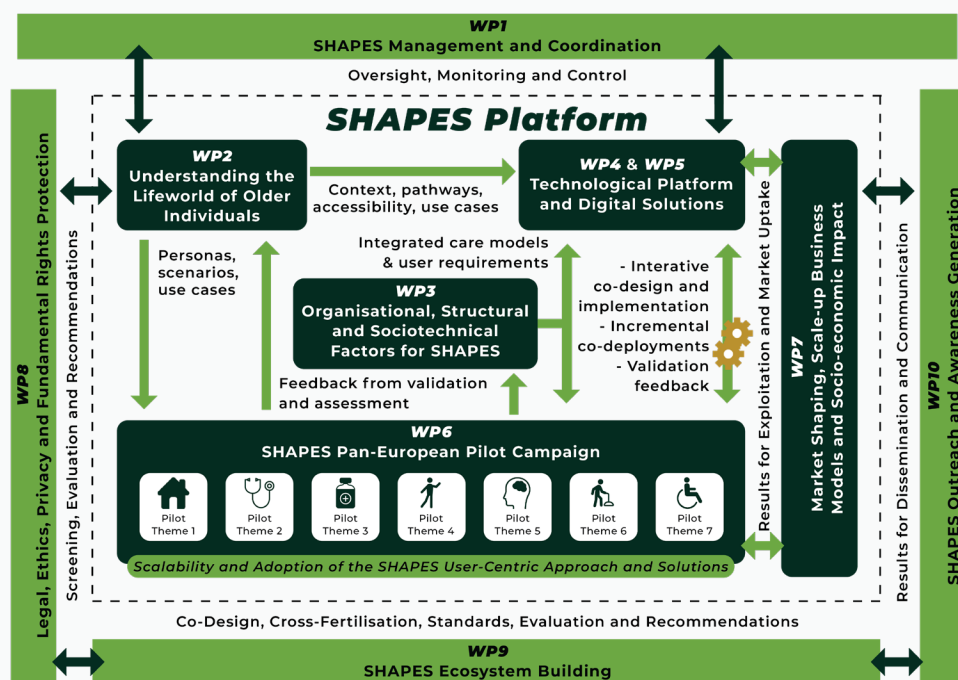 WP1
SHAPES Management and Coordination
Oversight, Monitoring and Control
SHAPES Platform
WP2
Understanding the
Lifeworld of Older
Individuals
Context, pathways,
accessibility, use cases
WP4 & WP5
Technological Platform
and Digital Solutions
Personas,
scenarios,
use cases
Integrated care models
& user requirements
WP3
Organisational, Structural
and Sociotechnical
Factors for SHAPES
- Interative
co-design and
implementation
- Incremental
co-deployments
- Validation
feedback
Feedback from validation
and assessment
WP6
SHAPES Pan-European Pilot Campaign
Pilot
Theme 1
Pilot
Theme 2
Pilot
Theme 3
Pilot
Theme 4
Pilot
Theme 5
Pilot
Theme 6
Pilot
Theme 7
Scalability and Adoption of the SHAPES User-Centric Approach and Solutions
Results for Exploitation and Market Uptake
WP7
Market Shaping, Scale-up Business
Models and Socio-economic Impact
WP8
Legal, Ethics, Privacy and Fundamental Rights Protection
Screening, Evaluation and Recommendations
Results for Dissemination and Communication
WP10
SHAPES Outreach and Awareness Generation
Co-Design, Cross-Fertilisation, Standards, Evaluation and Recommendations
WP9
SHAPES Ecosystem Building